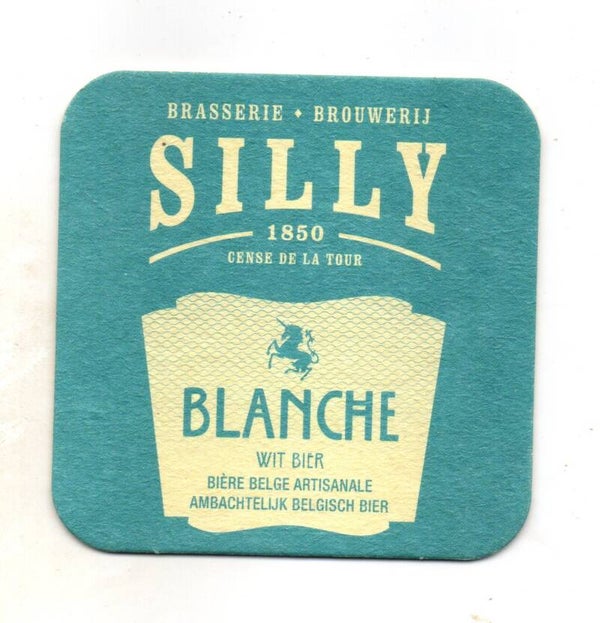 BRASSERIE • BROUWERIJ
SILLY
1850
CENSE DE LA TOUR
BLANCHE
WIT BIER
BIÈRE BELGE ARTISANALE
AMBACHTELIJK BELGISCH BIER